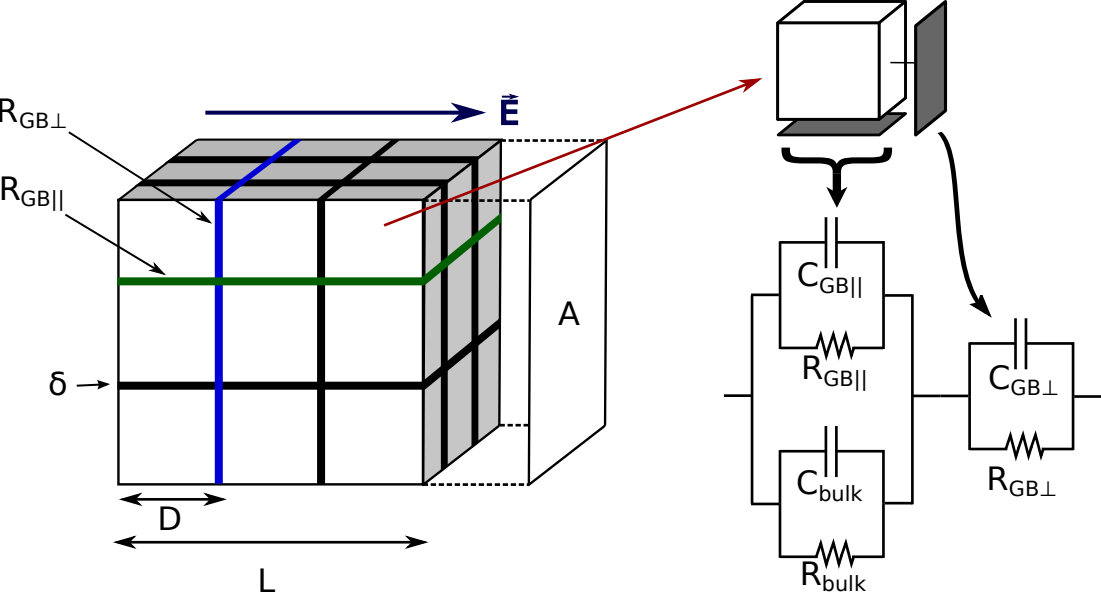 R_GB⊥
R_GB||
E⃗
A
δ
D
L
C_GB||
R_GB||
C_bulk
R_bulk
C_GB⊥
R_GB⊥